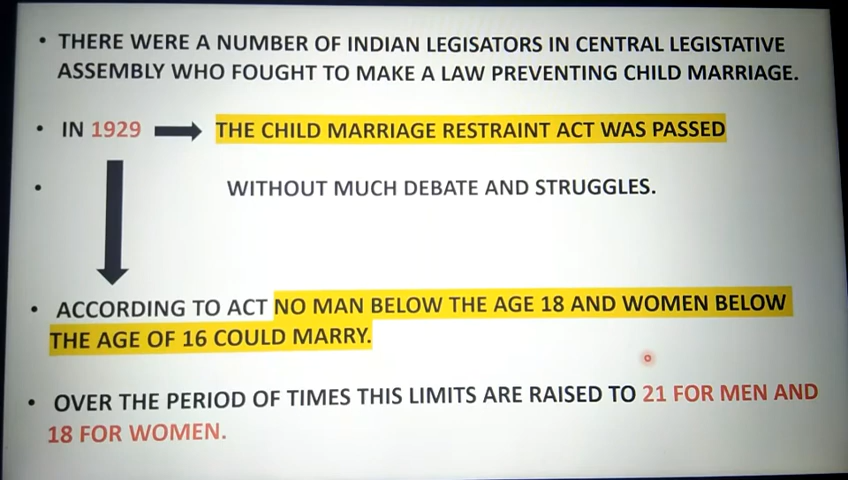 • THERE WERE A NUMBER OF INDIAN LEGISATORS IN CENTRAL LEGISTATIVE
ASSEMBLY WHO FOUGHT TO MAKE A LAW PREVENTING CHILD MARRIAGE.
• IN 1929 THE CHILD MARRIAGE RESTRAINT ACT WAS PASSED
• WITHOUT MUCH DEBATE AND STRUGGLES.
• ACCORDING TO ACT NO MAN BELOW THE AGE 18 AND WOMEN BELOW
THE AGE OF 16 COULD MARRY.
• OVER THE PERIOD OF TIMES THIS LIMITS ARE RAISED TO 21 FOR MEN AND
18 FOR WOMEN.